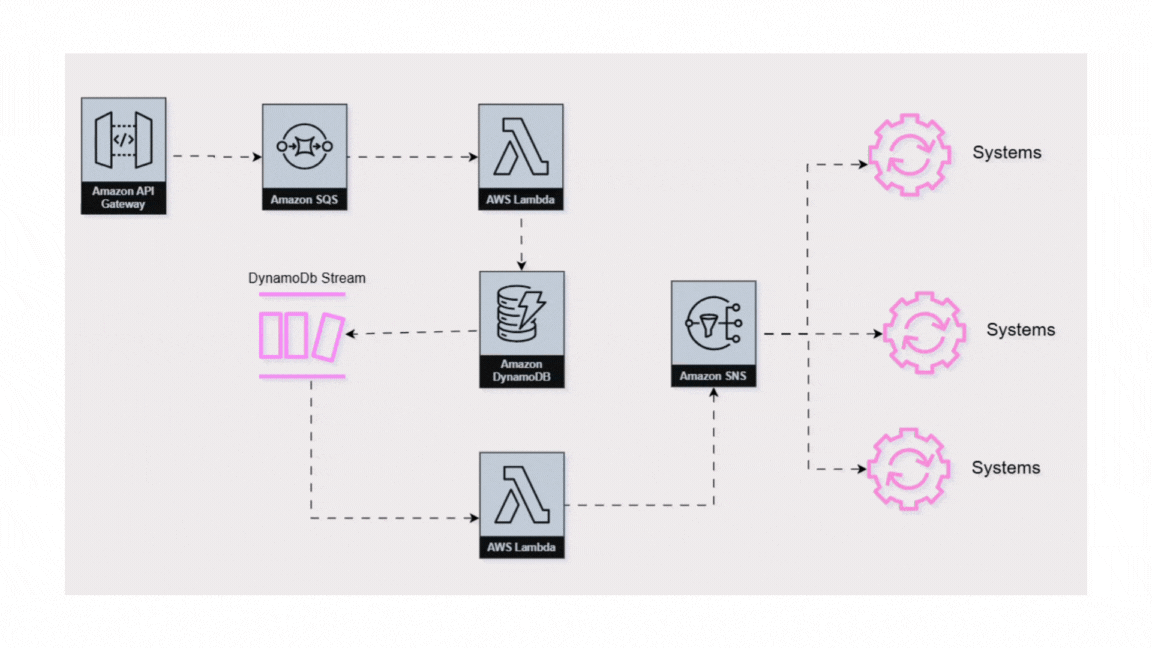 Amazon API
Gateway
Amazon SQS
AWS Lambda
Systems
DynamoDb Stream
Amazon
DynamoDB
Amazon SNS
Systems
Systems
AWS Lambda